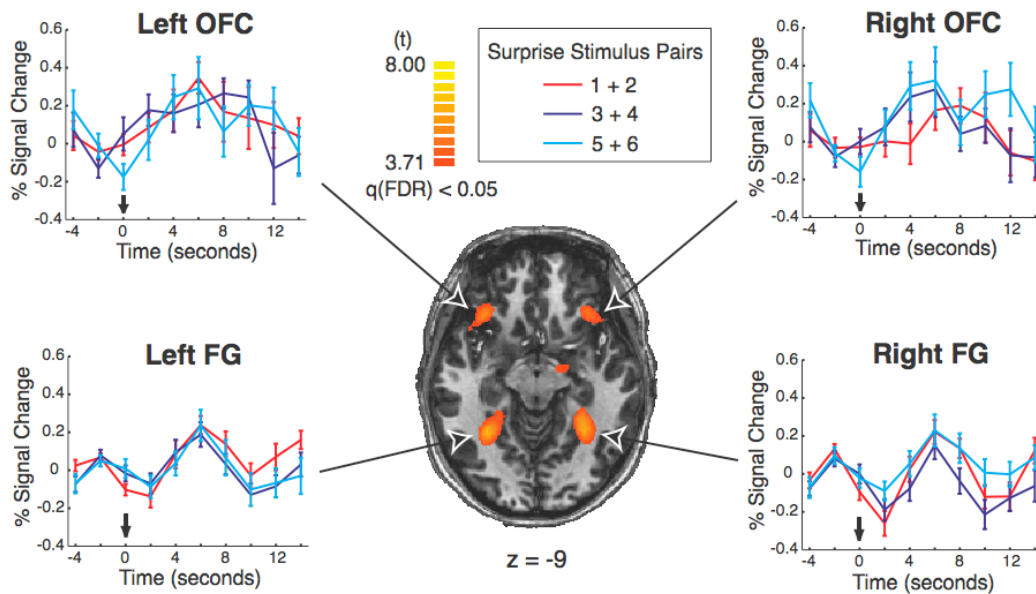 Left OFC
% Signal Change
0.6
0.4
0.2
0
-0.2
-0.4
-4 0 4 8 12
Time (seconds)
(t)
8.00
3.71
q(FDR) < 0.05
Surprise Stimulus Pairs
1 + 2
3 + 4
5 + 6
Right OFC
% Signal Change
0.6
0.4
0.2
0
-0.2
-0.4
-4 0 4 8 12
Time (seconds)
Left FG
% Signal Change
0.6
0.4
0.2
0
-0.2
-0.4
-4 0 4 8 12
Time (seconds)
Right FG
% Signal Change
0.6
0.4
0.2
0
-0.2
-0.4
-4 0 4 8 12
Time (seconds)
z = -9